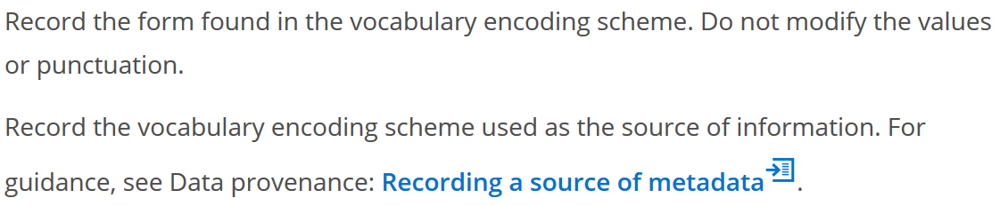 Record the form found in the vocabulary encoding scheme. Do not modify the values
or punctuation.
Record the vocabulary encoding scheme used as the source of information. For
guidance, see Data provenance: Recording a source of metadata.